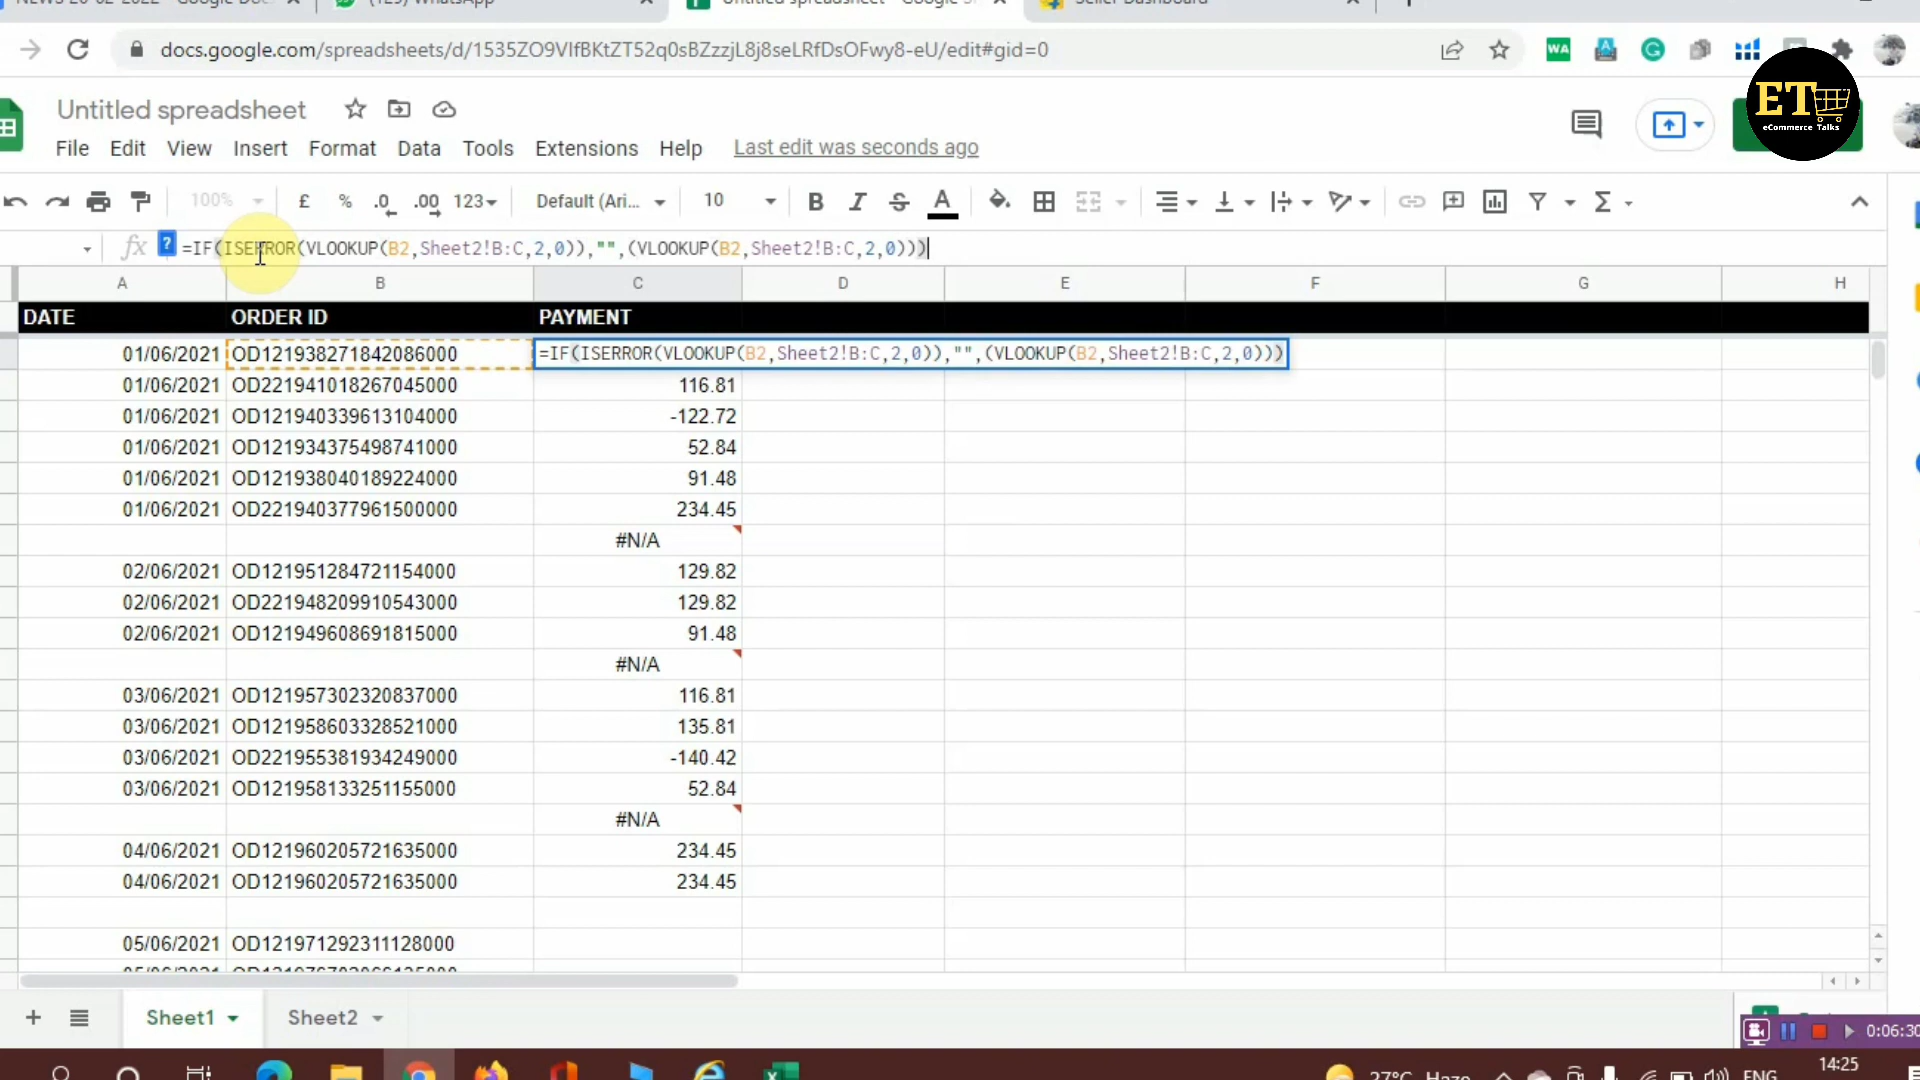 docs.google.com/spreadsheets/d/1535ZO9VIfBKtZT52q0sBZzzjL8j8seLRfDsOFwy8-eU/edit#gid=0
WA
ET
eCommerce Talks
Untitled spreadsheet
File Edit View Insert Format Data Tools Extensions Help Last edit was seconds ago
100% £ % .0 .00 123 Default (Ari... 10 B I S A Σ
fx ? =IF(ISERROR(VLOOKUP(B2,Sheet2!B:C,2,0)),"",(VLOOKUP(B2,Sheet2!B:C,2,0)))
A B C D E F G H
DATE ORDER ID PAYMENT
01/06/2021 OD121938271842086000 =IF(ISERROR(VLOOKUP(B2,Sheet2!B:C,2,0)),"",(VLOOKUP(B2,Sheet2!B:C,2,0)))
01/06/2021 OD221941018267045000 116.81
01/06/2021 OD121940339613104000 -122.72
01/06/2021 OD121934375498741000 52.84
01/06/2021 OD121938040189224000 91.48
01/06/2021 OD221940377961500000 234.45
#N/A
02/06/2021 OD121951284721154000 129.82
02/06/2021 OD221948209910543000 129.82
02/06/2021 OD121949608691815000 91.48
#N/A
03/06/2021 OD121957302320837000 116.81
03/06/2021 OD121958603328521000 135.81
03/06/2021 OD221955381934249000 -140.42
03/06/2021 OD121958133251155000 52.84
#N/A
04/06/2021 OD121960205721635000 234.45
04/06/2021 OD121960205721635000 234.45
05/06/2021 OD121971292311128000
Sheet1 Sheet2
0:06:30
27°C Haze ENG 14:25